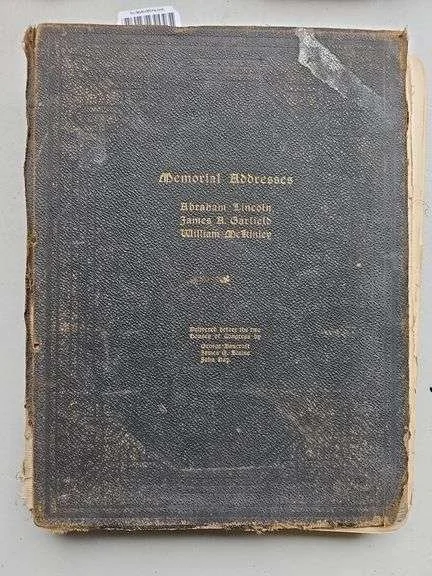 Memorial Addresses
Abraham Lincoln
James A. Garfield
William McKinley
Delivered before the two
Houses of Congress by
George Bancroft
James G. Blaine
John Hay.